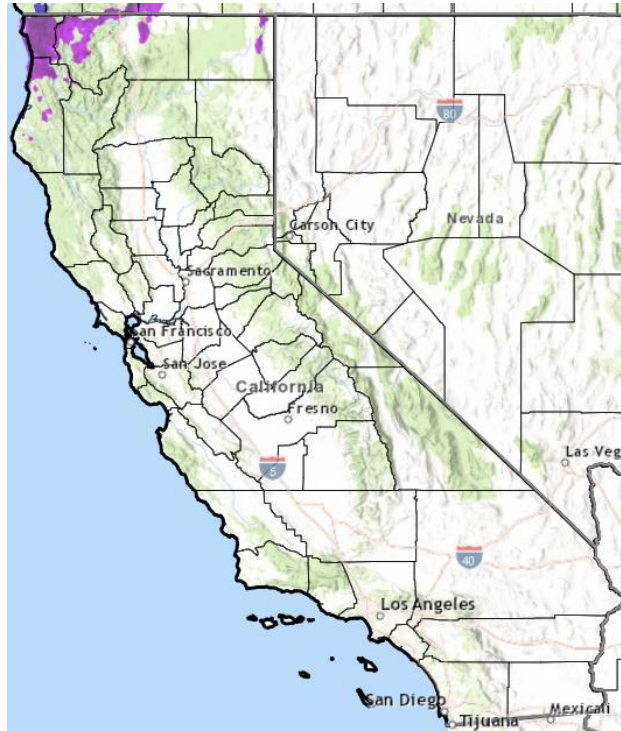 80
Nevada
Carson City
Sacramento
San Francisco
San Jose
California
Fresno
Las Veg
5
40
Los Angeles
San Diego
Mexicali
Tijuana